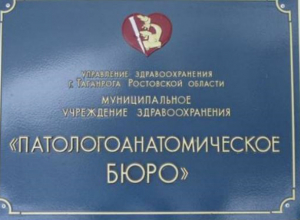 УПРАВЛЕНИЕ ЗДРАВООХРАНЕНИЯ
г. ТАГАНРОГА РОСТОВСКОЙ ОБЛАСТИ
МУНИЦИПАЛЬНОЕ
УЧРЕЖДЕНИЕ ЗДРАВООХРАНЕНИЯ
«ПАТОЛОГОАНАТОМИЧЕСКОЕ
БЮРО»